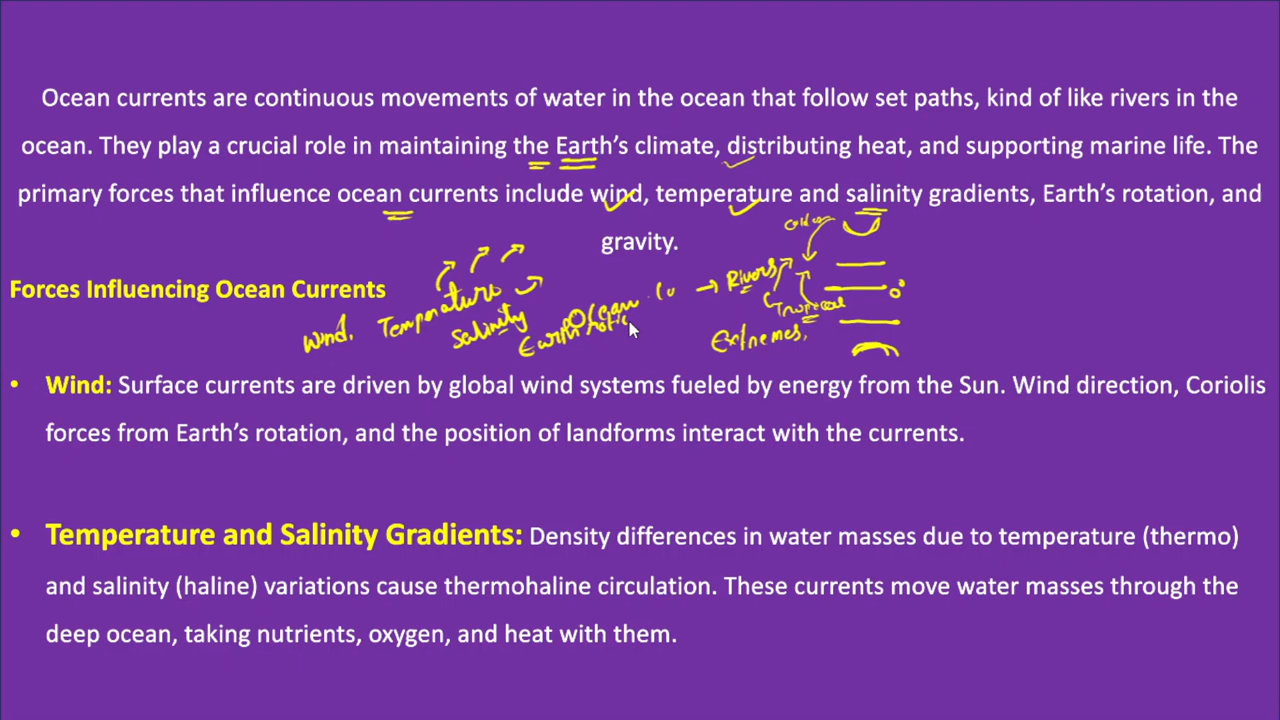 Ocean currents are continuous movements of water in the ocean that follow set paths, kind of like rivers in the
ocean. They play a crucial role in maintaining the Earth's climate, distributing heat, and supporting marine life. The
primary forces that influence ocean currents include wind, temperature and salinity gradients, Earth's rotation, and
gravity.
Forces Influencing Ocean Currents
Wind. Temperature
Salinity
Ocean → Rivers
0°
Tropical
Extremes.
• Wind: Surface currents are driven by global wind systems fueled by energy from the Sun. Wind direction, Coriolis
forces from Earth's rotation, and the position of landforms interact with the currents.
• Temperature and Salinity Gradients: Density differences in water masses due to temperature (thermo)
and salinity (haline) variations cause thermohaline circulation. These currents move water masses through the
deep ocean, taking nutrients, oxygen, and heat with them.